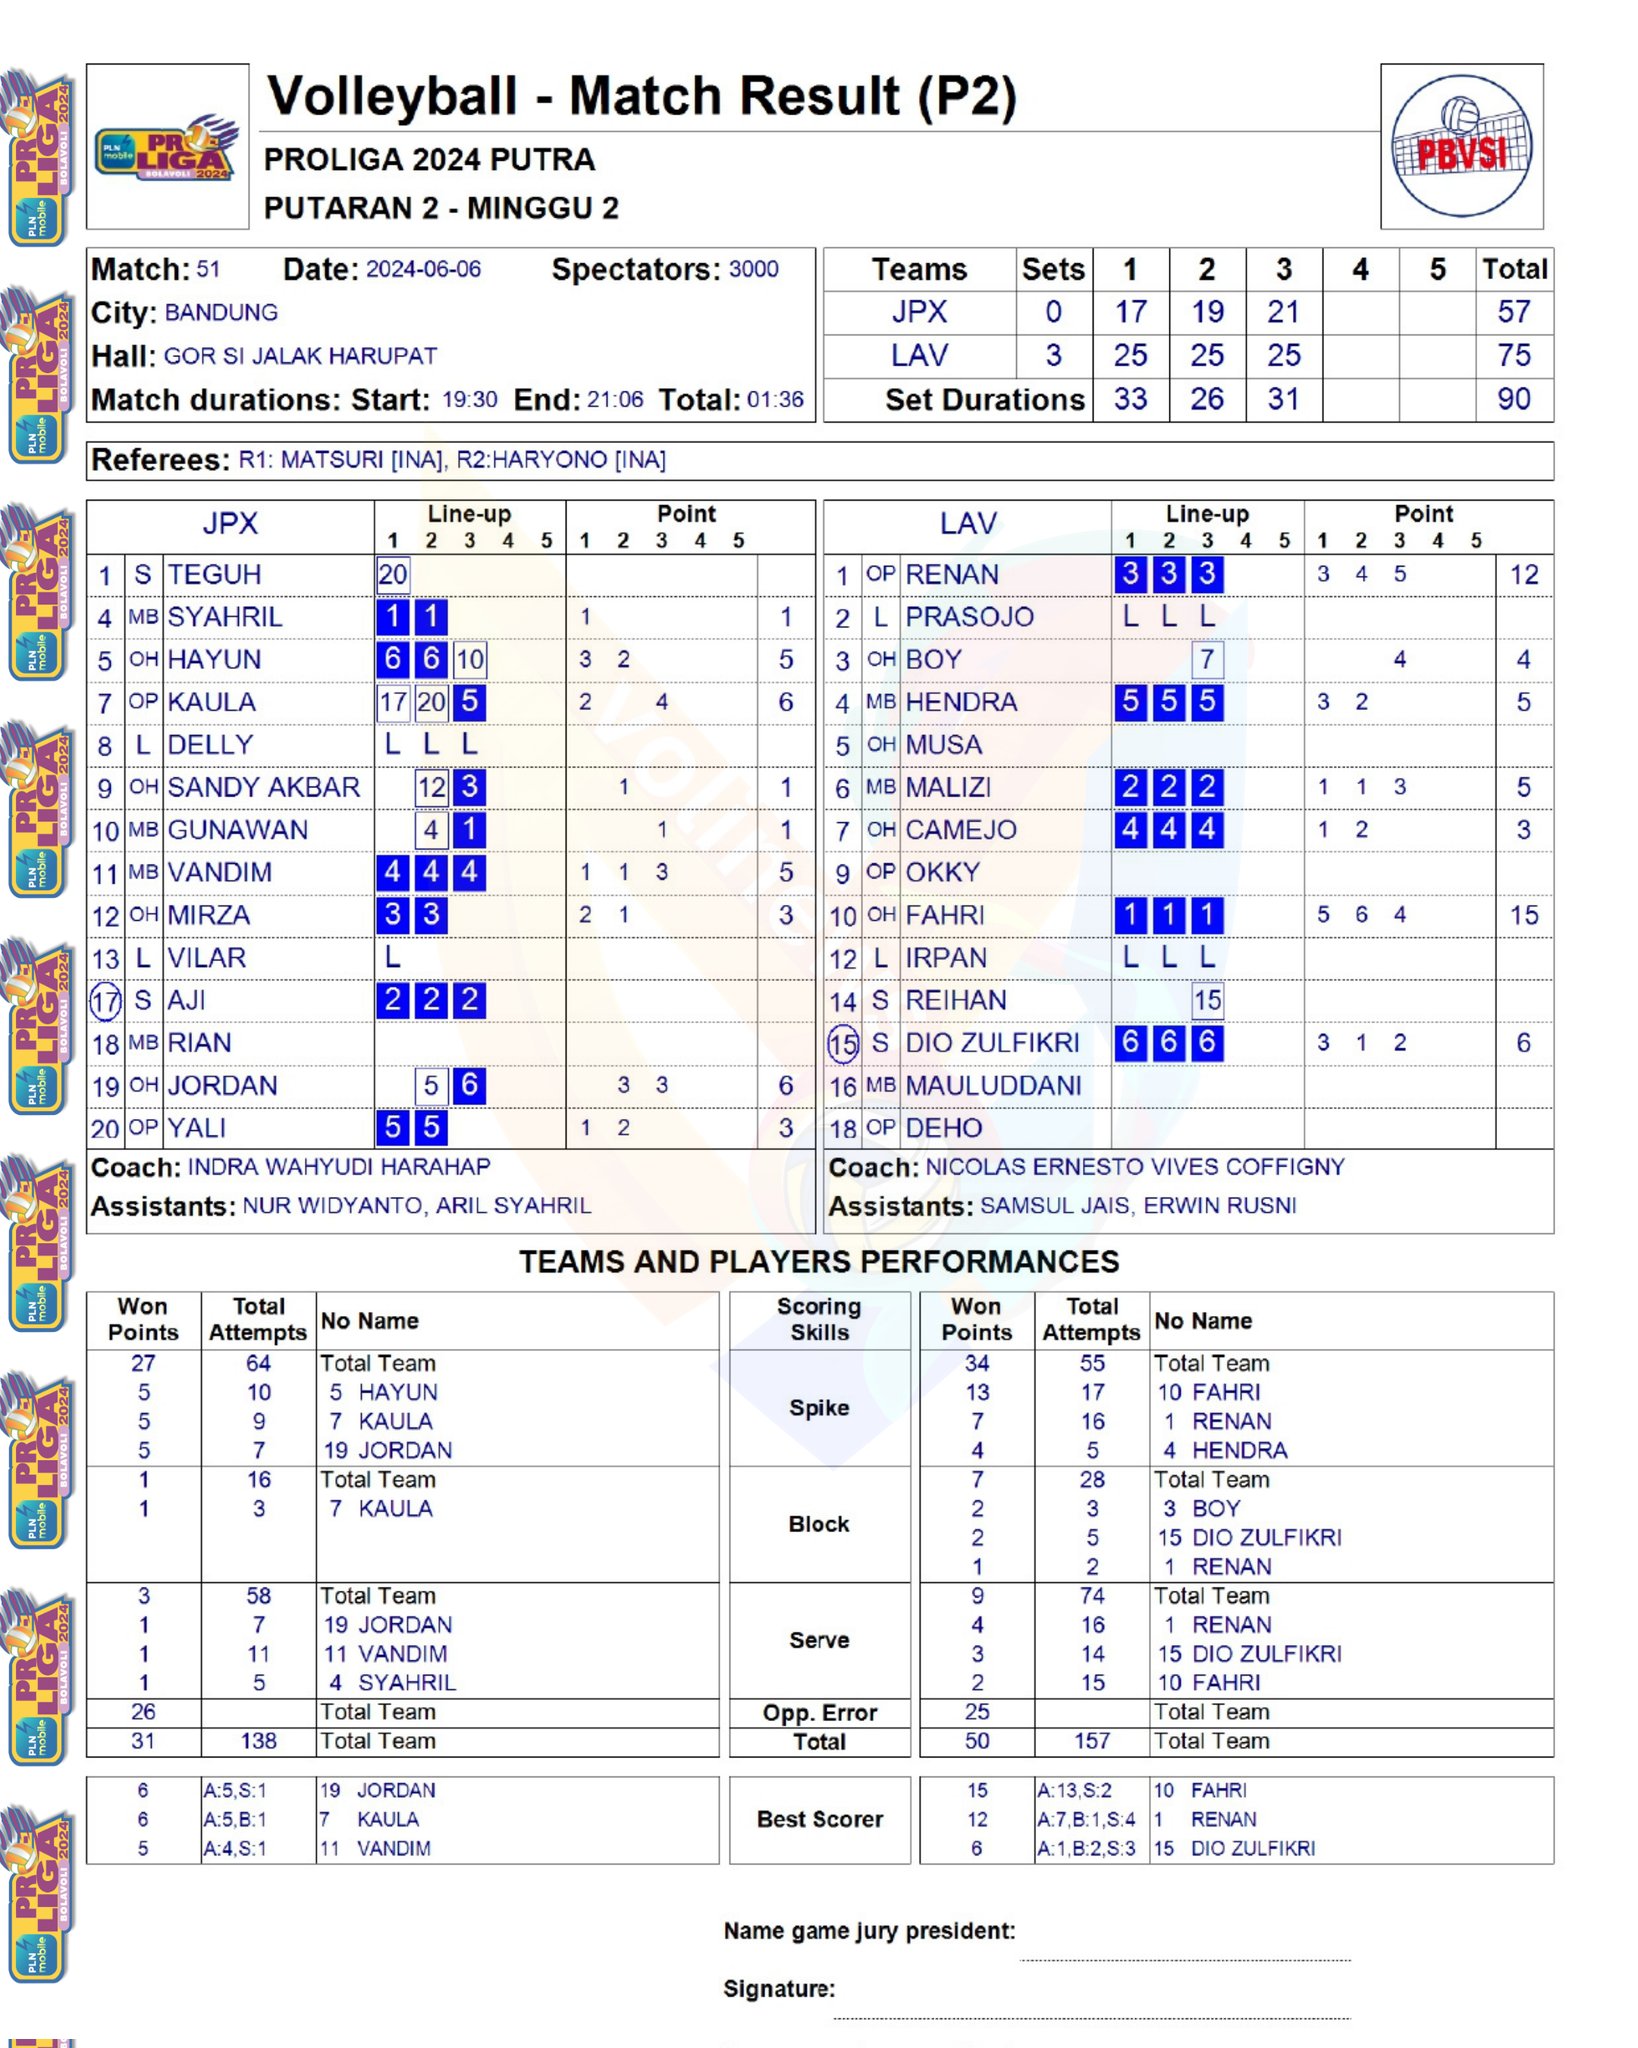 Volleyball - Match Result (P2)
PROLIGA 2024 PUTRA
PUTARAN 2 - MINGGU 2
PLN mobile PROLIGA BOLAVOLI 2024
PBVSI
Match: 51 Date: 2024-06-06 Spectators: 3000
City: BANDUNG
Hall: GOR SI JALAK HARUPAT
Match durations: Start: 19:30 End: 21:06 Total: 01:36
Teams Sets 1 2 3 4 5 Total
JPX 0 17 19 21 57
LAV 3 25 25 25 75
Set Durations 33 26 31 90
Referees: R1: MATSURI [INA], R2:HARYONO [INA]
JPX Line-up Point
1 2 3 4 5 1 2 3 4 5
1 S TEGUH 20
4 MB SYAHRIL 1 1 1 1
5 OH HAYUN 6 6 10 3 2 5
7 OP KAULA 17 20 5 2 4 6
8 L DELLY L L L
9 OH SANDY AKBAR 12 3 1 1
10 MB GUNAWAN 4 1 1 1
11 MB VANDIM 4 4 4 1 1 3 5
12 OH MIRZA 3 3 2 1 3
13 L VILAR L
17 S AJI 2 2 2
18 MB RIAN
19 OH JORDAN 5 6 3 3 6
20 OP YALI 5 5 1 2 3
Coach: INDRA WAHYUDI HARAHAP
Assistants: NUR WIDYANTO, ARIL SYAHRIL
LAV Line-up Point
1 2 3 4 5 1 2 3 4 5
1 OP RENAN 3 3 3 3 4 5 12
2 L PRASOJO L L L
3 OH BOY 7 4 4
4 MB HENDRA 5 5 5 3 2 5
5 OH MUSA
6 MB MALIZI 2 2 2 1 1 3 5
7 OH CAMEJO 4 4 4 1 2 3
9 OP OKKY
10 OH FAHRI 1 1 1 5 6 4 15
12 L IRPAN L L L
14 S REIHAN 15
15 S DIO ZULFIKRI 6 6 6 3 1 2 6
16 MB MAULUDDANI
18 OP DEHO
Coach: NICOLAS ERNESTO VIVES COFFIGNY
Assistants: SAMSUL JAIS, ERWIN RUSNI
TEAMS AND PLAYERS PERFORMANCES
Won Points Total Attempts No Name Scoring Skills Won Points Total Attempts No Name
27 64 Total Team 34 55 Total Team
5 10 5 HAYUN 13 17 10 FAHRI
Spike
5 9 7 KAULA 7 16 1 RENAN
5 7 19 JORDAN 4 5 4 HENDRA
1 16 Total Team 7 28 Total Team
1 3 7 KAULA 2 3 3 BOY
Block
2 5 15 DIO ZULFIKRI
1 2 1 RENAN
3 58 Total Team 9 74 Total Team
1 7 19 JORDAN 4 16 1 RENAN
Serve
1 11 11 VANDIM 3 14 15 DIO ZULFIKRI
1 5 4 SYAHRIL 2 15 10 FAHRI
26 Total Team Opp. Error 25 Total Team
31 138 Total Team Total 50 157 Total Team
6 A:5,S:1 19 JORDAN 15 A:13,S:2 10 FAHRI
6 A:5,B:1 7 KAULA Best Scorer 12 A:7,B:1,S:4 1 RENAN
5 A:4,S:1 11 VANDIM 6 A:1,B:2,S:3 15 DIO ZULFIKRI
Name game jury president:
Signature: